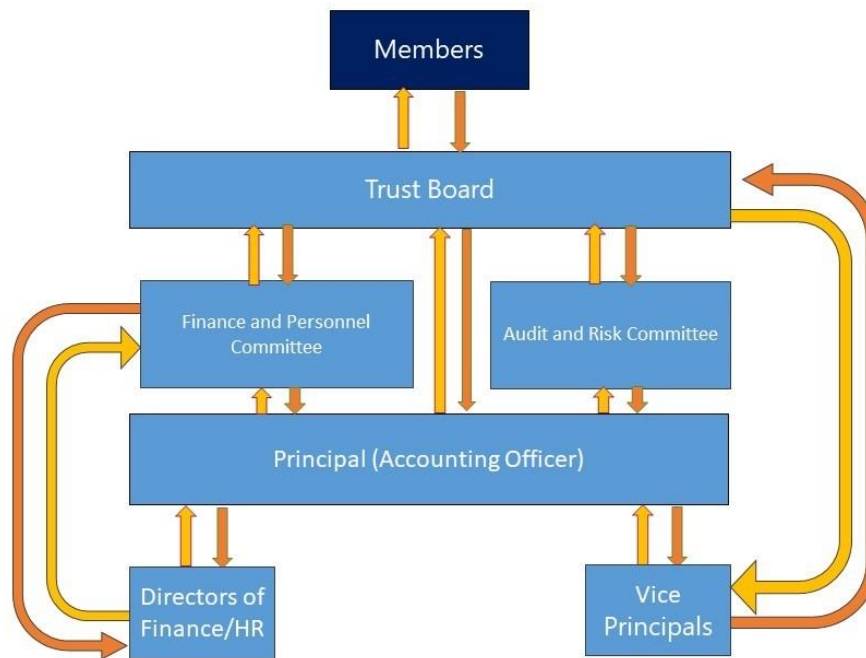 Members
Trust Board
Finance and Personnel
Committee
Audit and Risk Committee
Principal (Accounting Officer)
Directors of
Finance/HR
Vice
Principals